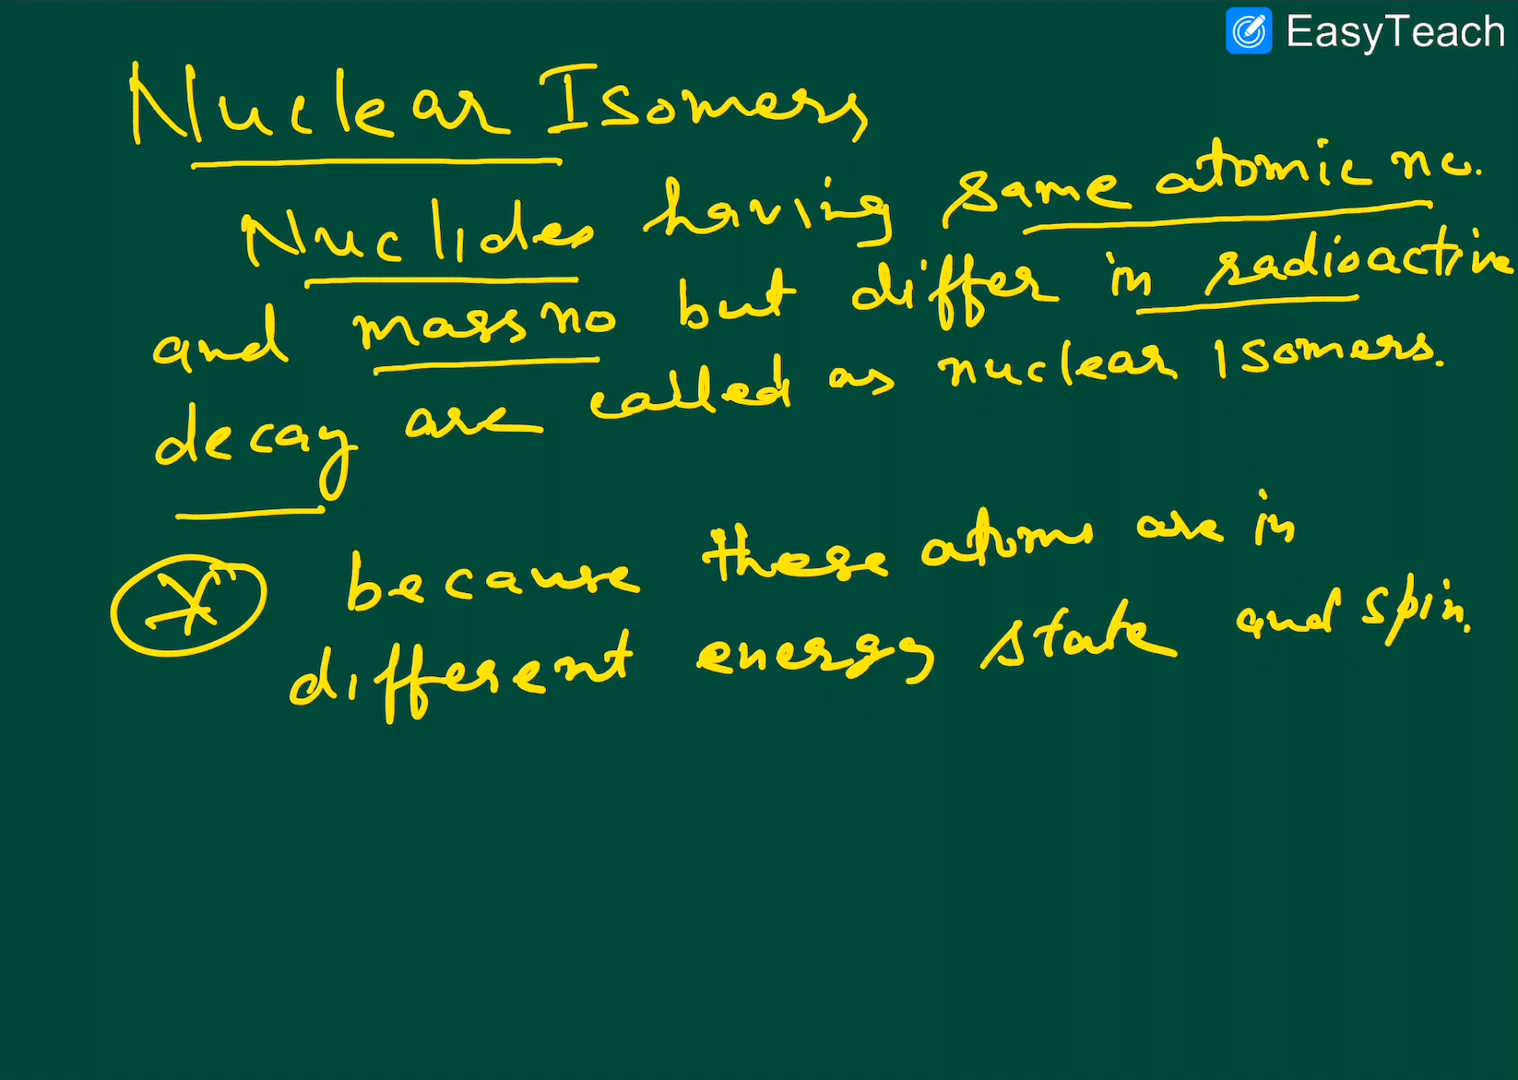 EasyTeach
Nuclear Isomers
Nuclides having same atomic no.
and mass no but differ in radioactive
decay are called as nuclear isomers.
* because these atoms are in
different energy state and spin.